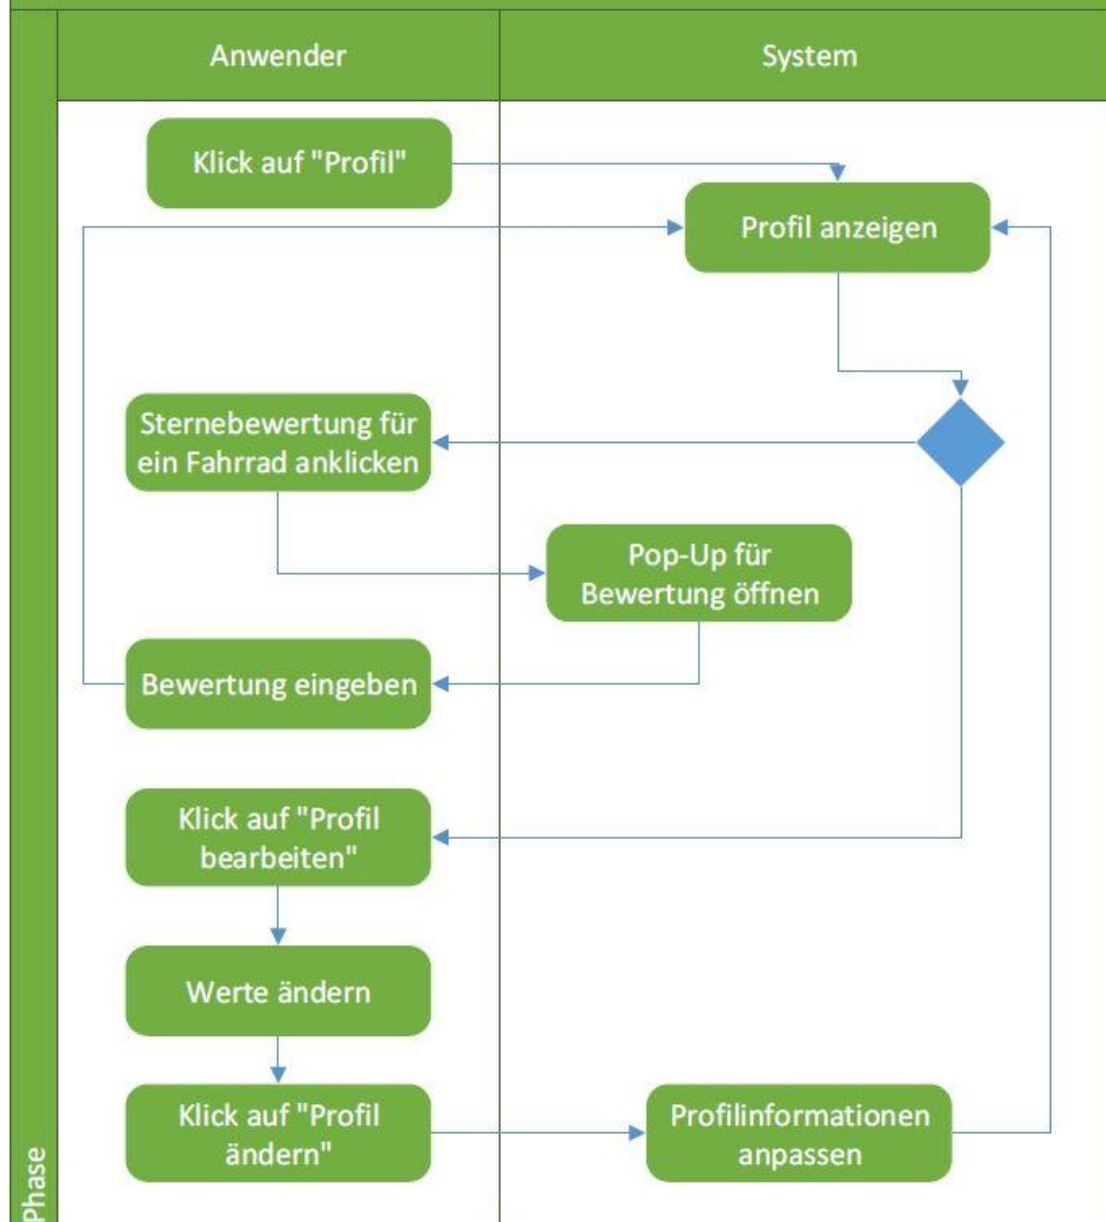 Anwender
System
Klick auf "Profil"
Profil anzeigen
Sternebewertung für
ein Fahrrad anklicken
Pop-Up für
Bewertung öffnen
Bewertung eingeben
Klick auf "Profil
bearbeiten"
Werte ändern
Klick auf "Profil
ändern"
Profilinformationen
anpassen
Phase